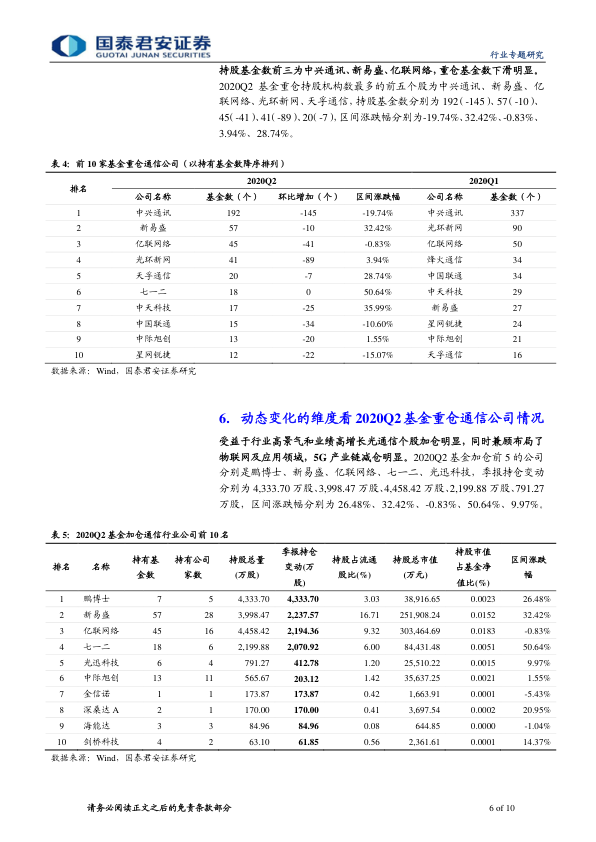 国泰君安证券
GUOTAI JUNAN SECURITIES
行业专题研究
持股基金数前三为中兴通讯、新易盛、亿联网络，重仓基金数下滑明显。
2020Q2 基金重仓持股机构数最多的前五个股为中兴通讯、新易盛、亿
联网络、光环新网、天孚通信，持股基金数分别为 192（-145）、57（-10）、
45（-41）、41（-89）、20（-7），区间涨跌幅分别为-19.74%、32.42%、-0.83%、
3.94%、28.74%。
表 4: 前 10 家基金重仓通信公司（以持有基金数降序排列）
排名 2020Q2 2020Q1
公司名称 基金数（个） 环比增加（个） 区间涨跌幅 公司名称 基金数（个）
1 中兴通讯 192 -145 -19.74% 中兴通讯 337
2 新易盛 57 -10 32.42% 光环新网 90
3 亿联网络 45 -41 -0.83% 亿联网络 50
4 光环新网 41 -89 3.94% 烽火通信 34
5 天孚通信 20 -7 28.74% 中国联通 34
6 七一二 18 0 50.64% 中天科技 29
7 中天科技 17 -25 35.99% 新易盛 27
8 中国联通 15 -34 -10.60% 星网锐捷 24
9 中际旭创 13 -20 1.55% 中际旭创 21
10 星网锐捷 12 -22 -15.07% 天孚通信 16
数据来源：Wind，国泰君安证券研究
6. 动态变化的维度看 2020Q2 基金重仓通信公司情况
受益于行业高景气和业绩高增长光通信个股加仓明显，同时兼顾布局了
物联网及应用领域，5G 产业链减仓明显。2020Q2 基金加仓前 5 的公司
分别是鹏博士、新易盛、亿联网络、七一二、光迅科技，季报持仓变动
分别为 4,333.70 万股、3,998.47 万股、4,458.42 万股、2,199.88 万股、791.27
万股，区间涨跌幅分别为 26.48%、32.42%、-0.83%、50.64%、9.97%。
表 5: 2020Q2 基金加仓通信行业公司前 10 名
排名 名称 持有基金数 持有公司家数 持股总量(万股) 季报持仓变动(万股) 持股占流通股比(%) 持股总市值(万元) 持股市值占基金净值比(%) 区间涨跌幅
1 鹏博士 7 5 4,333.70 4,333.70 3.03 38,916.65 0.0023 26.48%
2 新易盛 57 28 3,998.47 2,237.57 16.71 251,908.24 0.0152 32.42%
3 亿联网络 45 16 4,458.42 2,194.36 9.32 303,464.69 0.0183 -0.83%
4 七一二 18 6 2,199.88 2,070.92 6.00 84,431.48 0.0051 50.64%
5 光迅科技 6 4 791.27 412.78 1.20 25,510.22 0.0015 9.97%
6 中际旭创 13 11 565.67 203.12 1.42 35,637.25 0.0021 1.55%
7 金信诺 1 1 173.87 173.87 0.42 1,663.91 0.0001 -5.43%
8 深桑达 A 2 1 170.00 170.00 0.41 3,697.54 0.0002 20.95%
9 海能达 3 3 84.96 84.96 0.08 644.85 0.0000 -1.04%
10 剑桥科技 4 2 63.10 61.85 0.56 2,361.61 0.0001 14.37%
数据来源：Wind，国泰君安证券研究
请务必阅读正文之后的免责条款部分
6 of 10